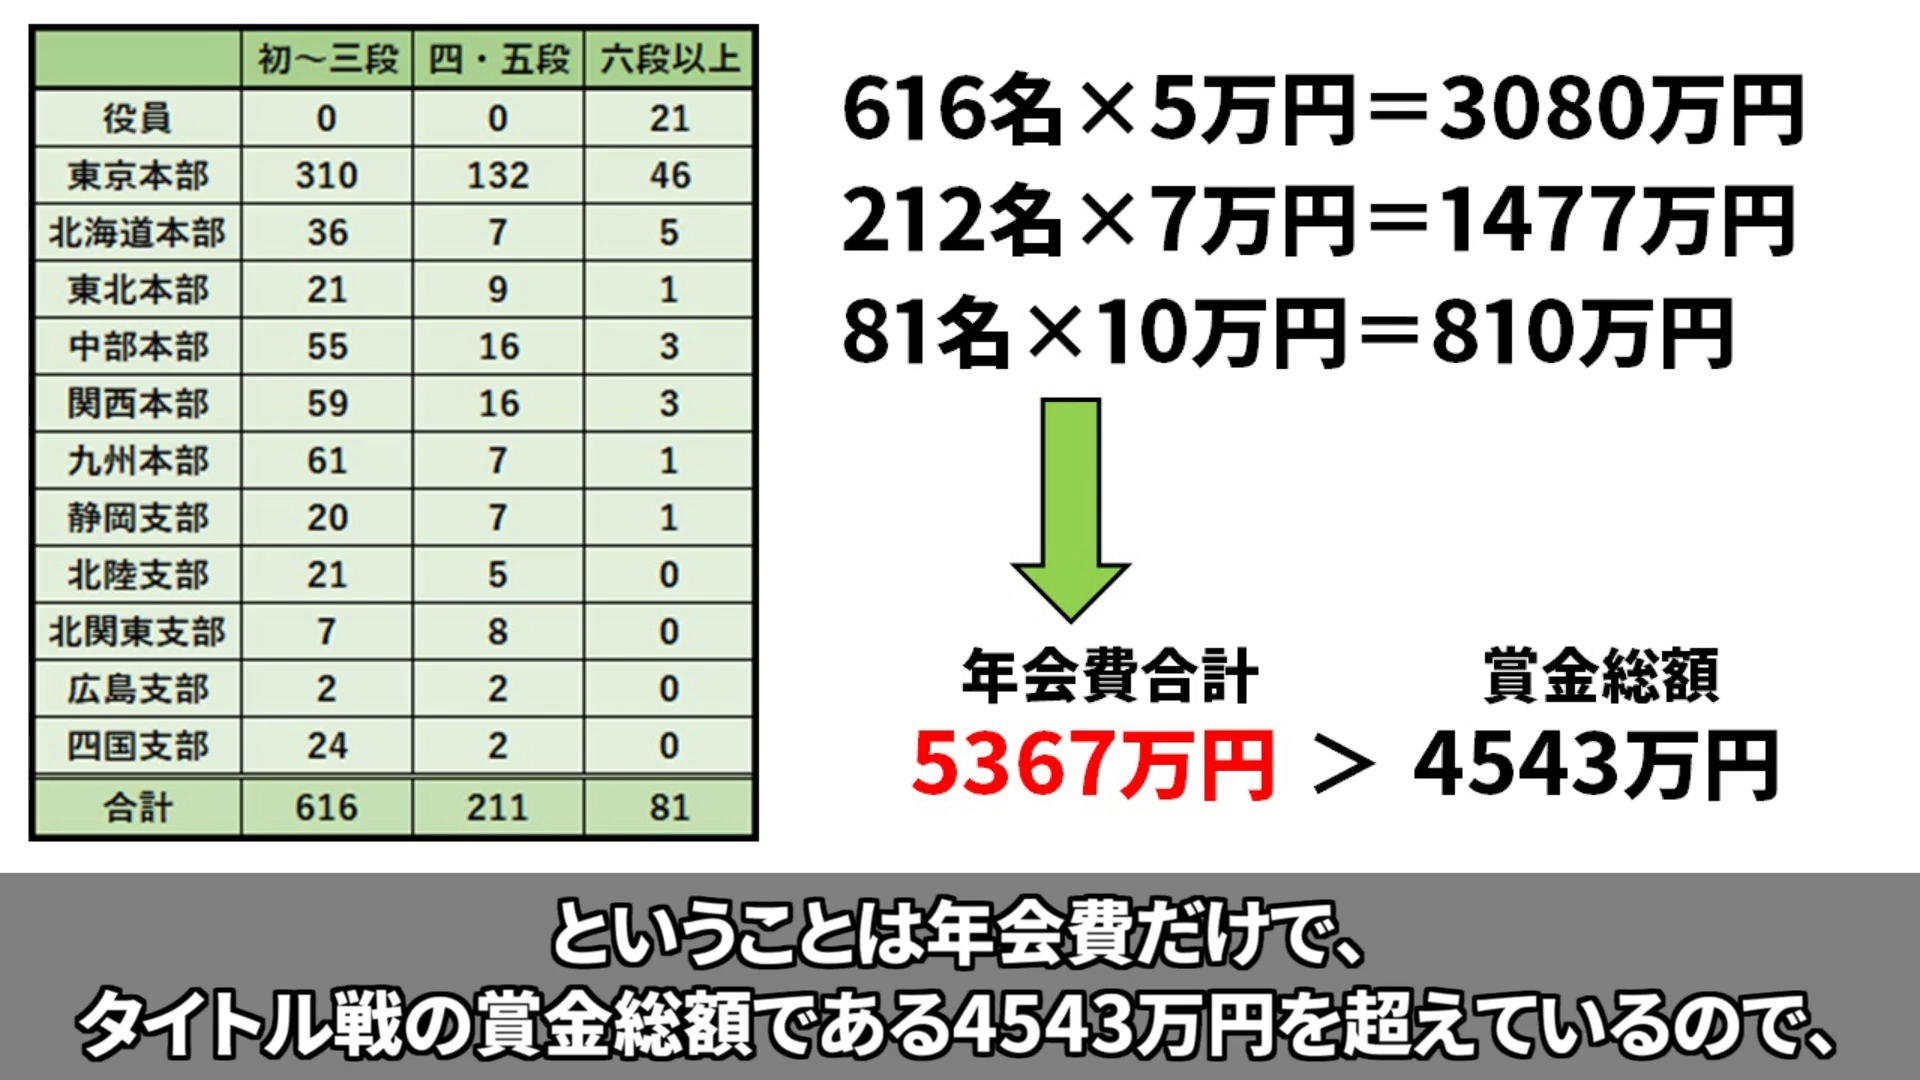 初～三段 四・五段 六段以上
役員 0 0 21
東京本部 310 132 46
北海道本部 36 7 5
東北本部 21 9 1
中部本部 55 16 3
関西本部 59 16 3
九州本部 61 7 1
静岡支部 20 7 1
北陸支部 21 5 0
北関東支部 7 8 0
広島支部 2 2 0
四国支部 24 2 0
合計 616 211 81
616名×5万円＝3080万円
212名×7万円＝1477万円
81名×10万円＝810万円
年会費合計 賞金総額
5367万円 ＞ 4543万円
ということは年会費だけで、
タイトル戦の賞金総額である4543万円を超えているので、